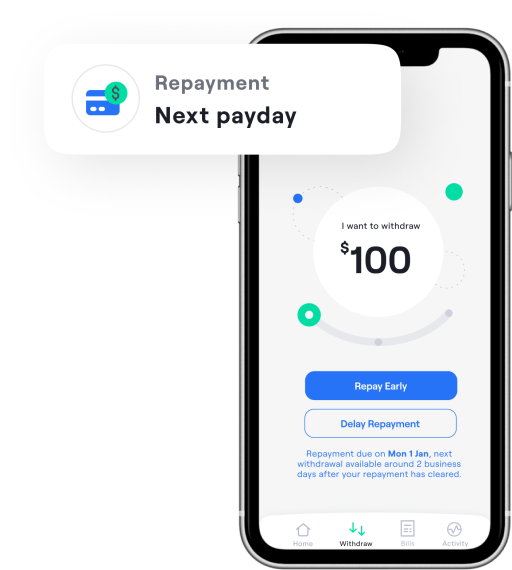 Repayment
Next payday
I want to withdraw
$100
Repay Early
Delay Repayment
Repayment due on Mon 1 Jan, next
withdrawal available around 2 business
days after your repayment has cleared.
Home Withdraw Bills Activity